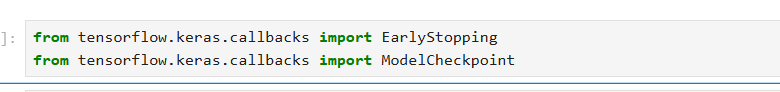 ]: from tensorflow.keras.callbacks import EarlyStopping
from tensorflow.keras.callbacks import ModelCheckpoint